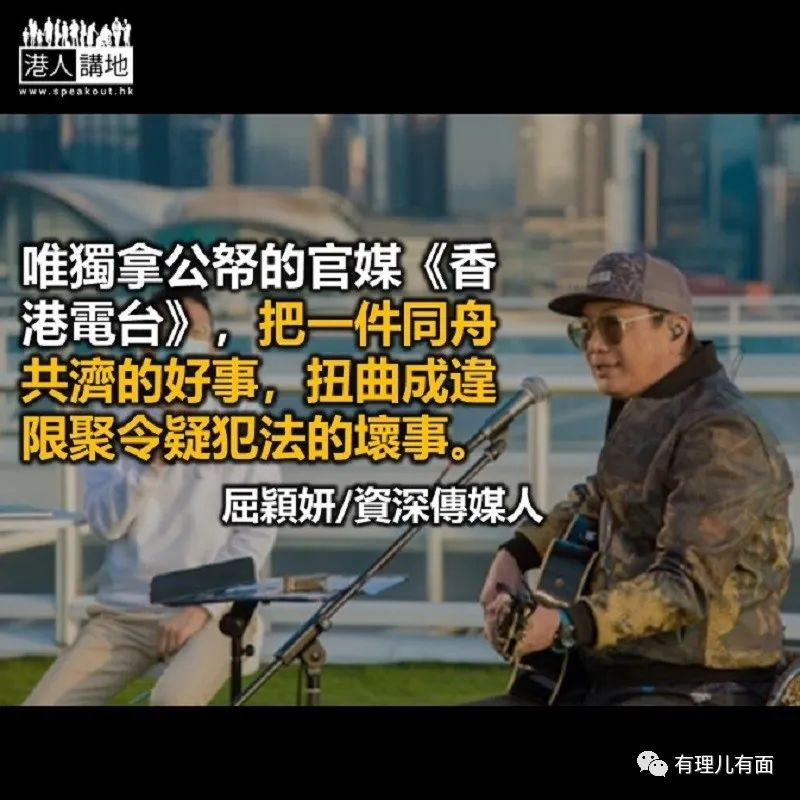 港人講地
www.speakout.hk
唯獨拿公帑的官媒《香
港電台》，把一件同舟
共濟的好事，扭曲成違
限聚令疑犯法的壞事。
屈穎妍/資深傳媒人
有理儿有面